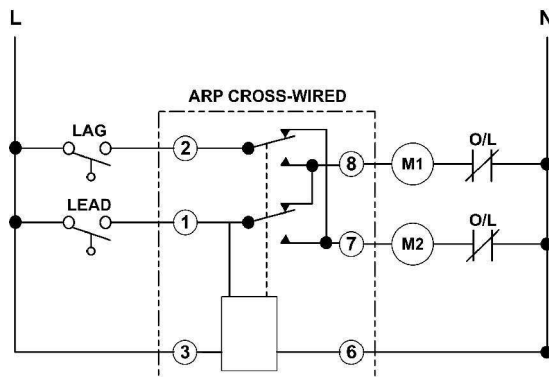 L N
ARP CROSS-WIRED
LAG 2 8 M1 O/L
LEAD 1 7 M2 O/L
3 6